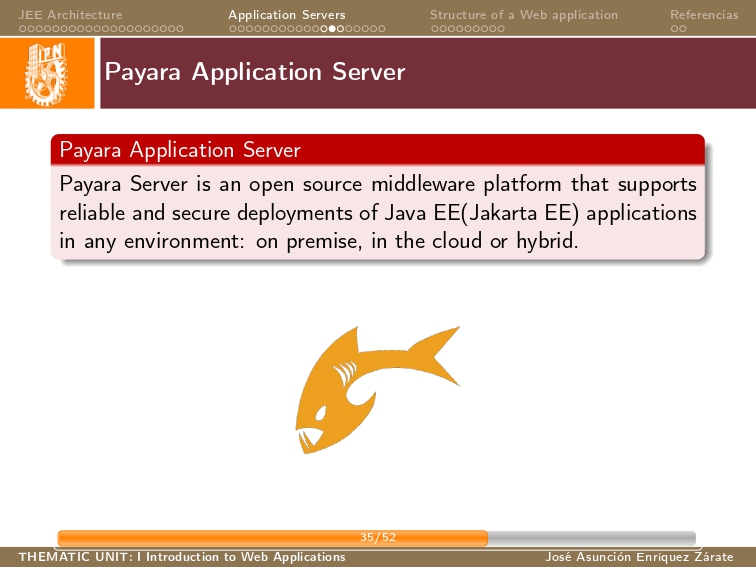 JEE Architecture
Application Servers
Structure of a Web application
Referencias
IPN
Payara Application Server
Payara Application Server
Payara Server is an open source middleware platform that supports
reliable and secure deployments of Java EE(Jakarta EE) applications
in any environment: on premise, in the cloud or hybrid.
35/52
THEMATIC UNIT: I Introduction to Web Applications
José Asunción Enríquez Zárate